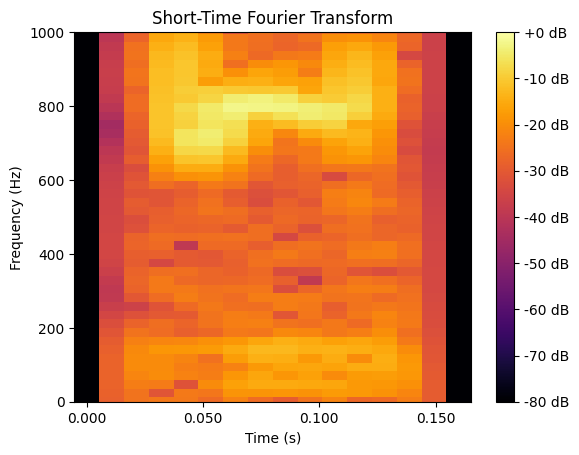 Short-Time Fourier Transform
1000
800
600
400
200
0
Frequency (Hz)
0.000
0.050
0.100
0.150
Time (s)
+0 dB
-10 dB
-20 dB
-30 dB
-40 dB
-50 dB
-60 dB
-70 dB
-80 dB